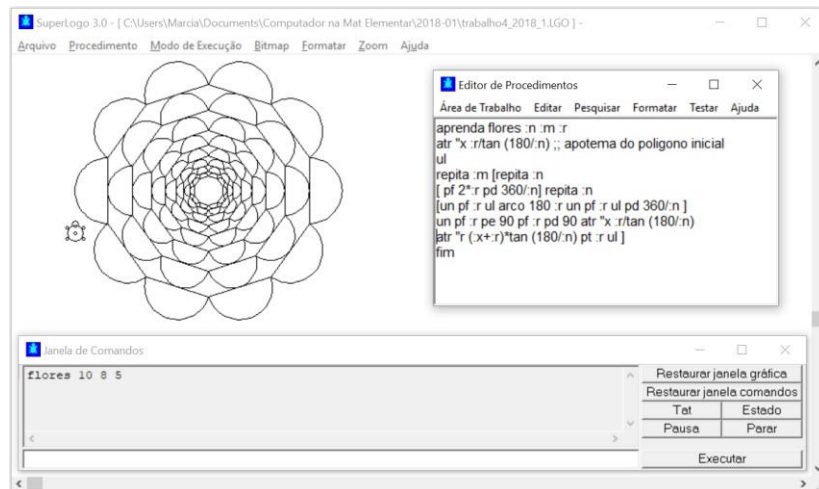 SuperLogo 3.0 - [ C:\Users\Marcia\Documents\Computador na Mat Elementar\2018-01\trabalho4_2018_1.LGO ] -
Arquivo Procedimento Modo de Execução Bitmap Formatar Zoom Ajuda
Editor de Procedimentos
Área de Trabalho Editar Pesquisar Formatar Testar Ajuda
aprenda flores :n :m :r
atr "x :r/tan (180/:n) ;; apotema do poligono inicial
ul
repita :m [repita :n
[ pf 2*:r pd 360/:n] repita :n
[un pf :r ul arco 180 :r un pf :r ul pd 360/:n ]
un pf :r pe 90 pf :r pd 90 atr "x :r/tan (180/:n)
atr "r (:x+:r)*tan (180/:n) pt :r ul ]
fim
Janela de Comandos
flores 10 8 5
Restaurar janela gráfica
Restaurar janela comandos
Tat Estado
Pausa Parar
Executar